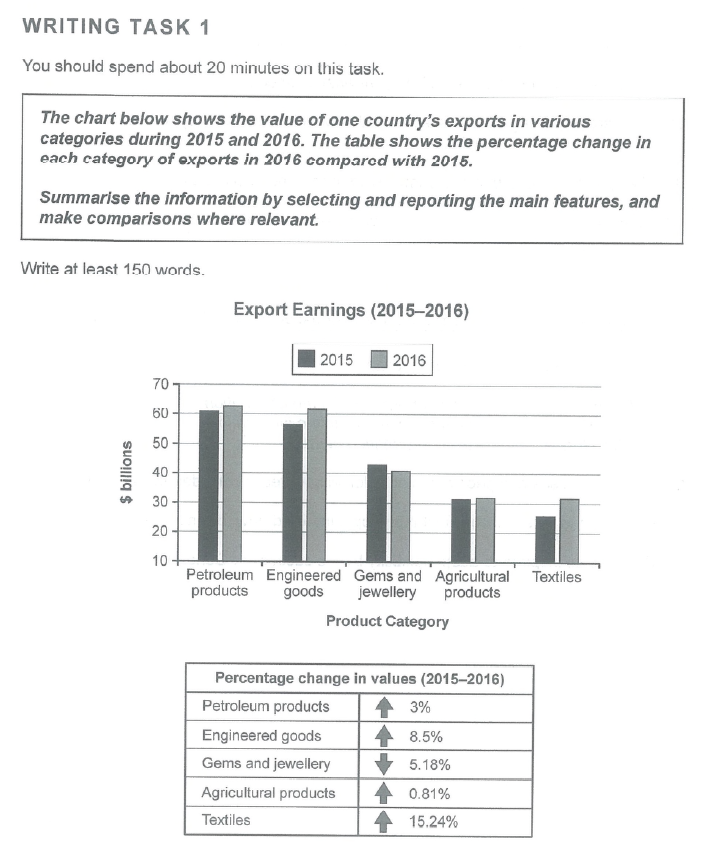 WRITING TASK 1
You should spend about 20 minutes on this task.
The chart below shows the value of one country's exports in various
categories during 2015 and 2016. The table shows the percentage change in
each category of exports in 2016 compared with 2015.
Summarise the information by selecting and reporting the main features, and
make comparisons where relevant.
Write at least 150 words.
Export Earnings (2015–2016)
2015 2016
70
60
50
40
30
20
10
$ billions
Petroleum products
Engineered goods
Gems and jewellery
Agricultural products
Textiles
Product Category
Percentage change in values (2015–2016)
Petroleum products 3%
Engineered goods 8.5%
Gems and jewellery 5.18%
Agricultural products 0.81%
Textiles 15.24%